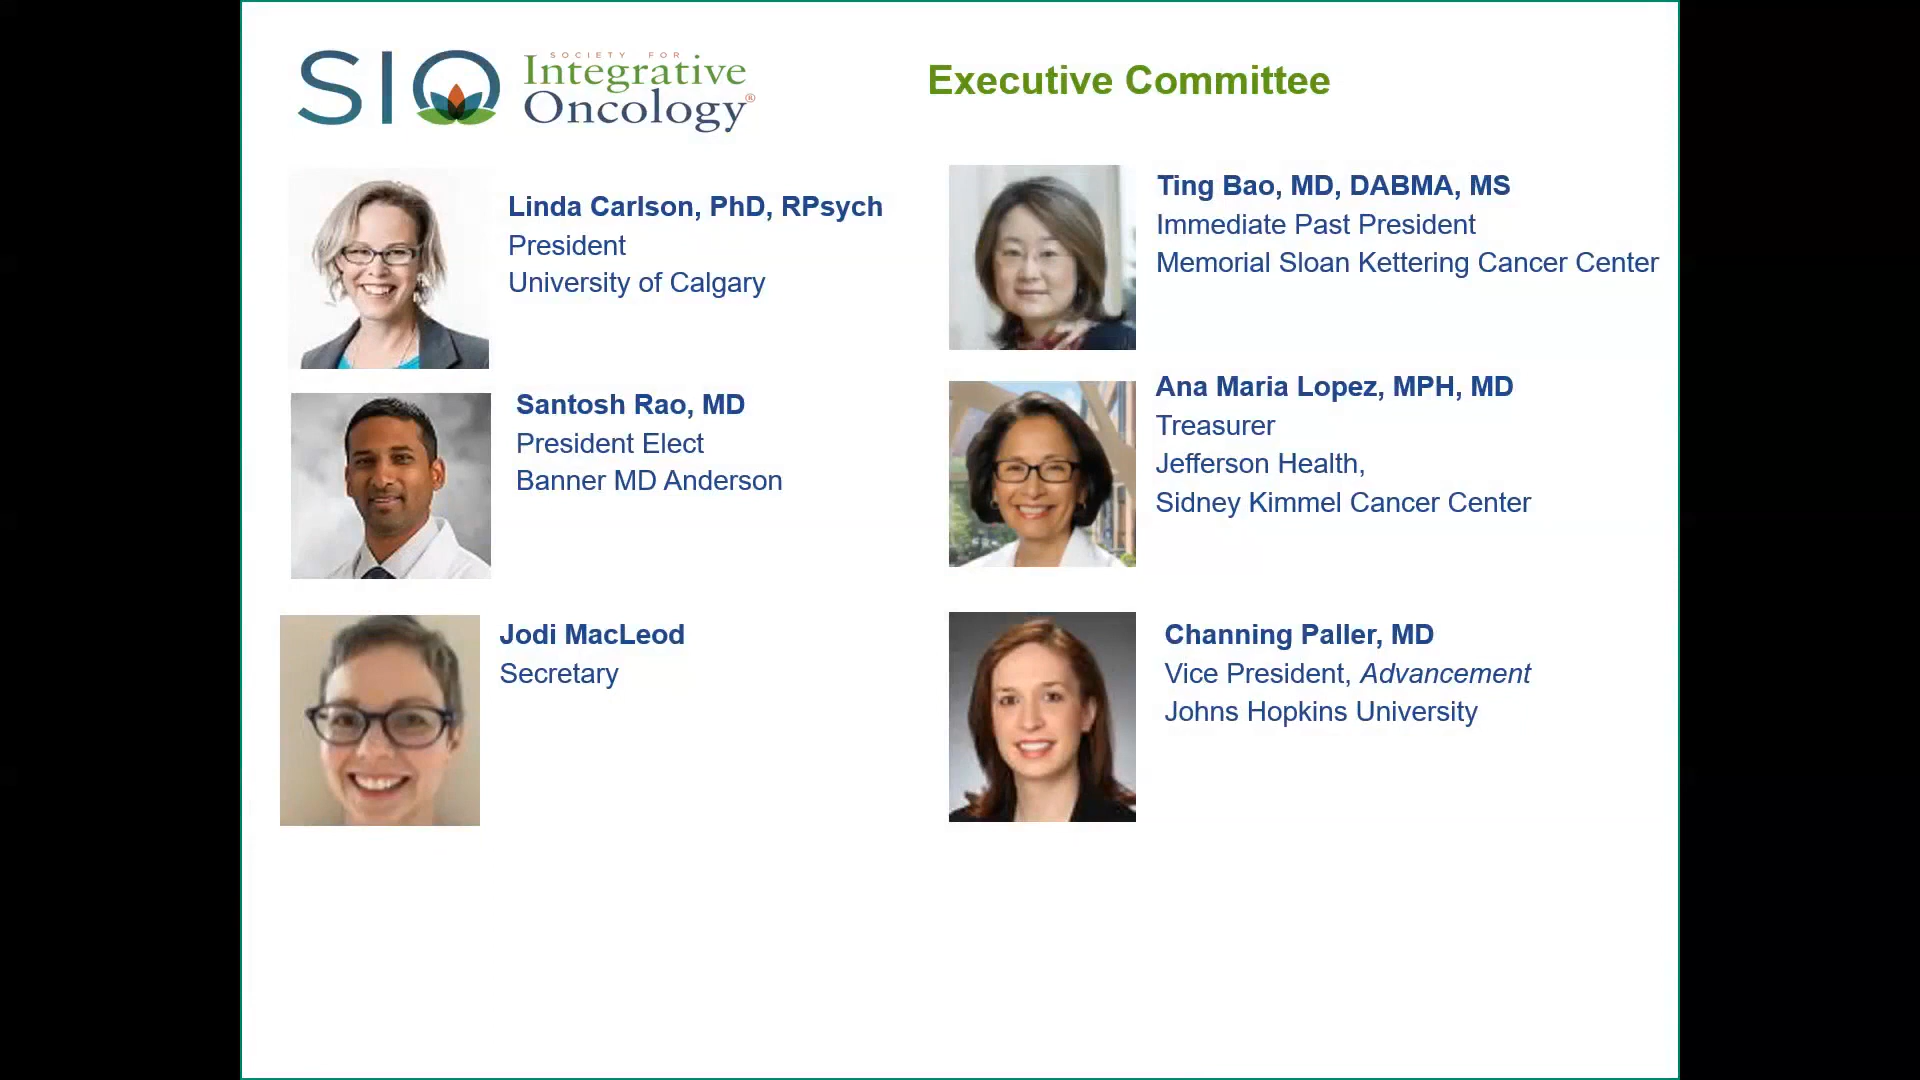 SIO
SOCIETY FOR
Integrative
Oncology®
Executive Committee
Linda Carlson, PhD, RPsych
President
University of Calgary
Ting Bao, MD, DABMA, MS
Immediate Past President
Memorial Sloan Kettering Cancer Center
Santosh Rao, MD
President Elect
Banner MD Anderson
Ana Maria Lopez, MPH, MD
Treasurer
Jefferson Health,
Sidney Kimmel Cancer Center
Jodi MacLeod
Secretary
Channing Paller, MD
Vice President, Advancement
Johns Hopkins University